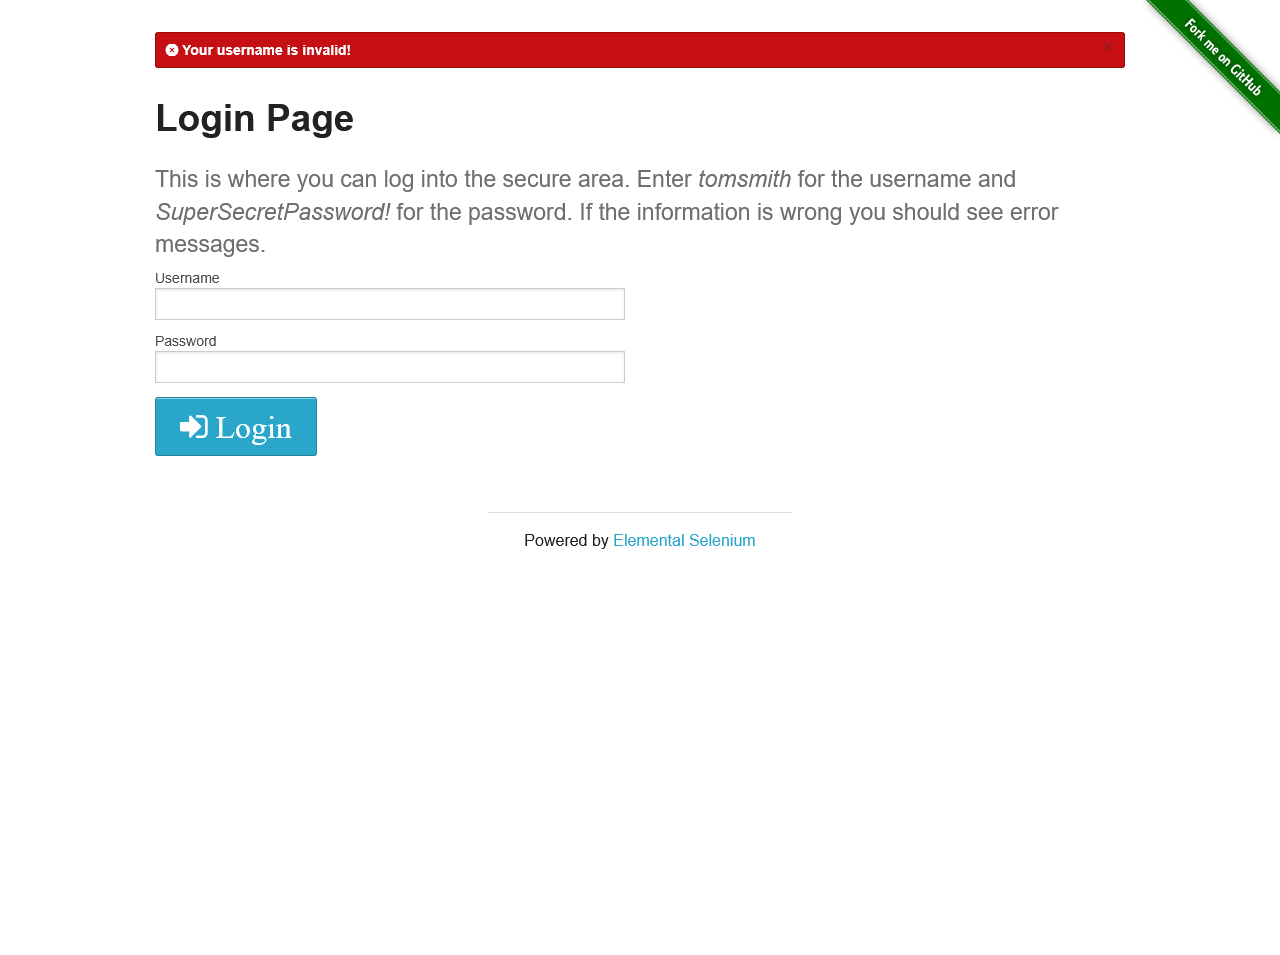 Your username is invalid!
×
Fork me on GitHub
Login Page
This is where you can log into the secure area. Enter tomsmith for the username and
SuperSecretPassword! for the password. If the information is wrong you should see error
messages.
Username
Password
Login
Powered by Elemental Selenium